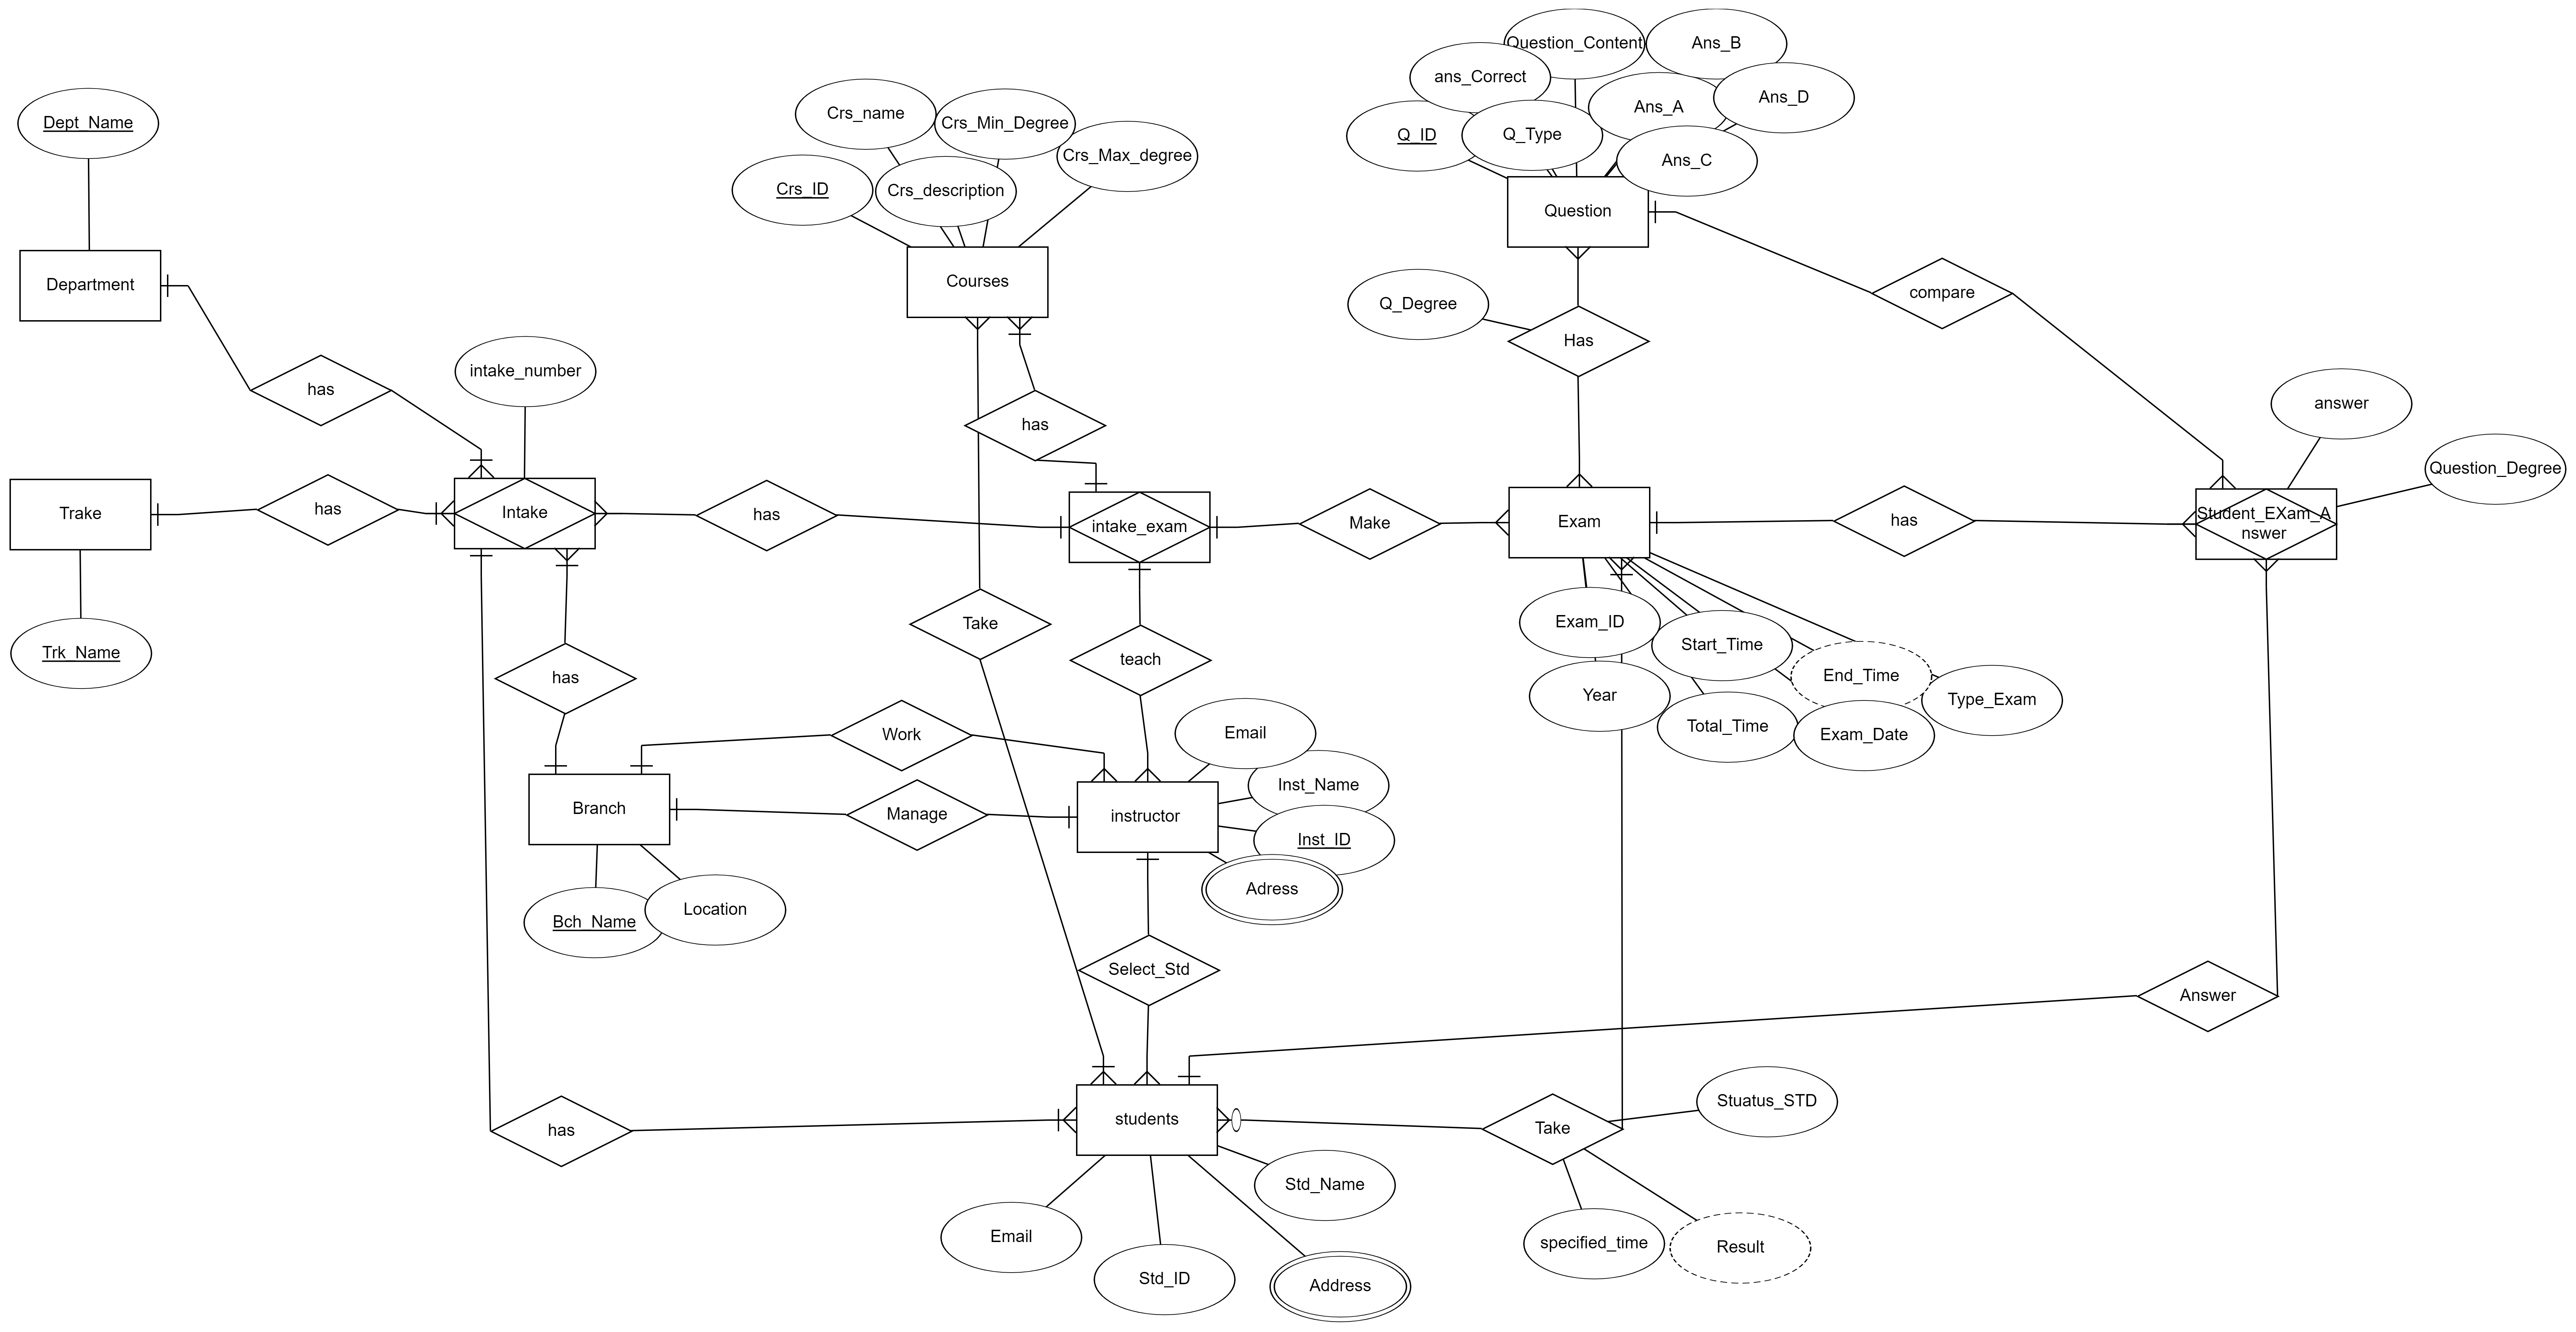 Question_Content
Ans_B
ans_Correct
Ans_D
Ans_A
Dept_Name
Crs_name
Crs_Min_Degree
Q_ID
Q_Type
Crs_Max_degree
Ans_C
Crs_ID
Crs_description
Question
Department
Courses
compare
Q_Degree
Has
has
intake_number
answer
has
Question_Degree
Trake
has
Intake
has
intake_exam
Make
Exam
has
Student_EXam_A
nswer
Take
Exam_ID
Start_Time
Trk_Name
teach
has
End_Time
Year
Type_Exam
Work
Email
Total_Time
Exam_Date
Inst_Name
Branch
Manage
instructor
Inst_ID
Adress
Bch_Name
Location
Select_Std
Answer
Stuatus_STD
has
students
Take
Std_Name
Email
specified_time
Result
Std_ID
Address